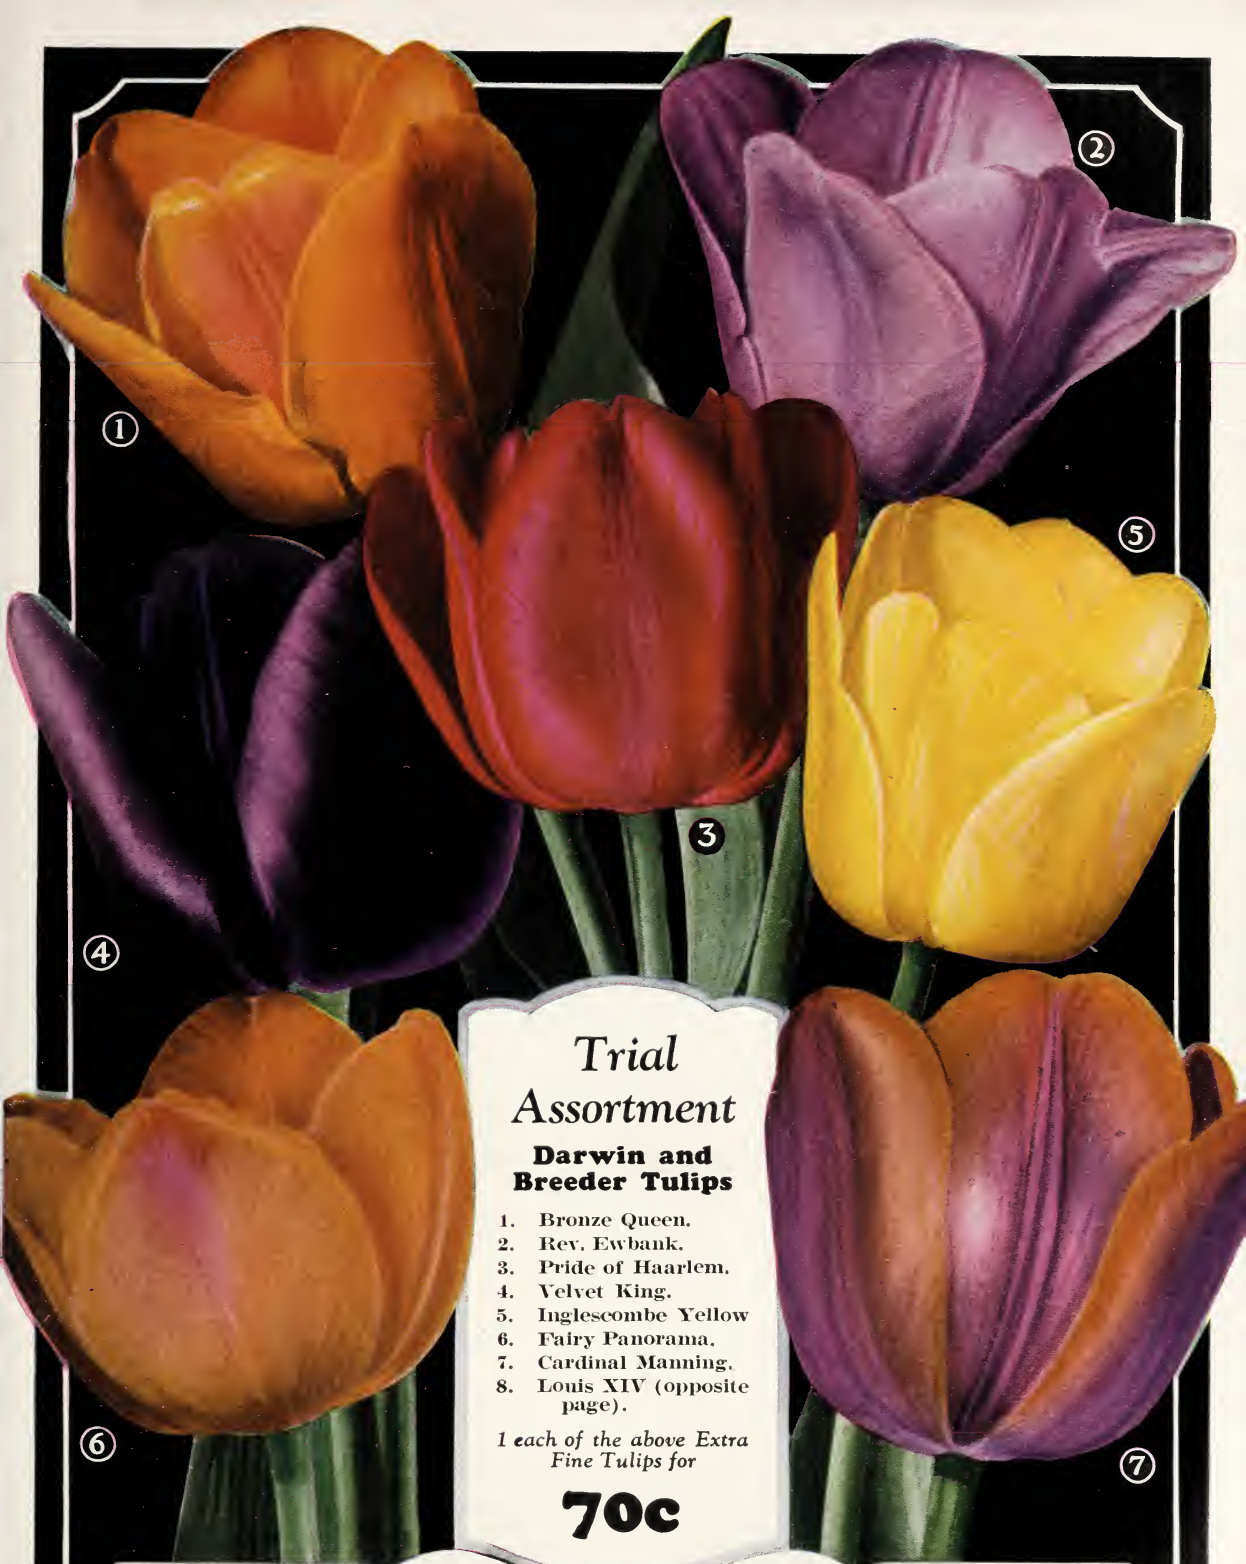 1
2
3
4
5
6
7
Trial
Assortment
Darwin and
Breeder Tulips
1. Bronze Queen.
2. Rev. Ewbank.
3. Pride of Haarlem.
4. Velvet King.
5. Inglescombe Yellow
6. Fairy Panorama.
7. Cardinal Manning.
8. Louis XIV (opposite
page).
1 each of the above Extra
Fine Tulips for
70c